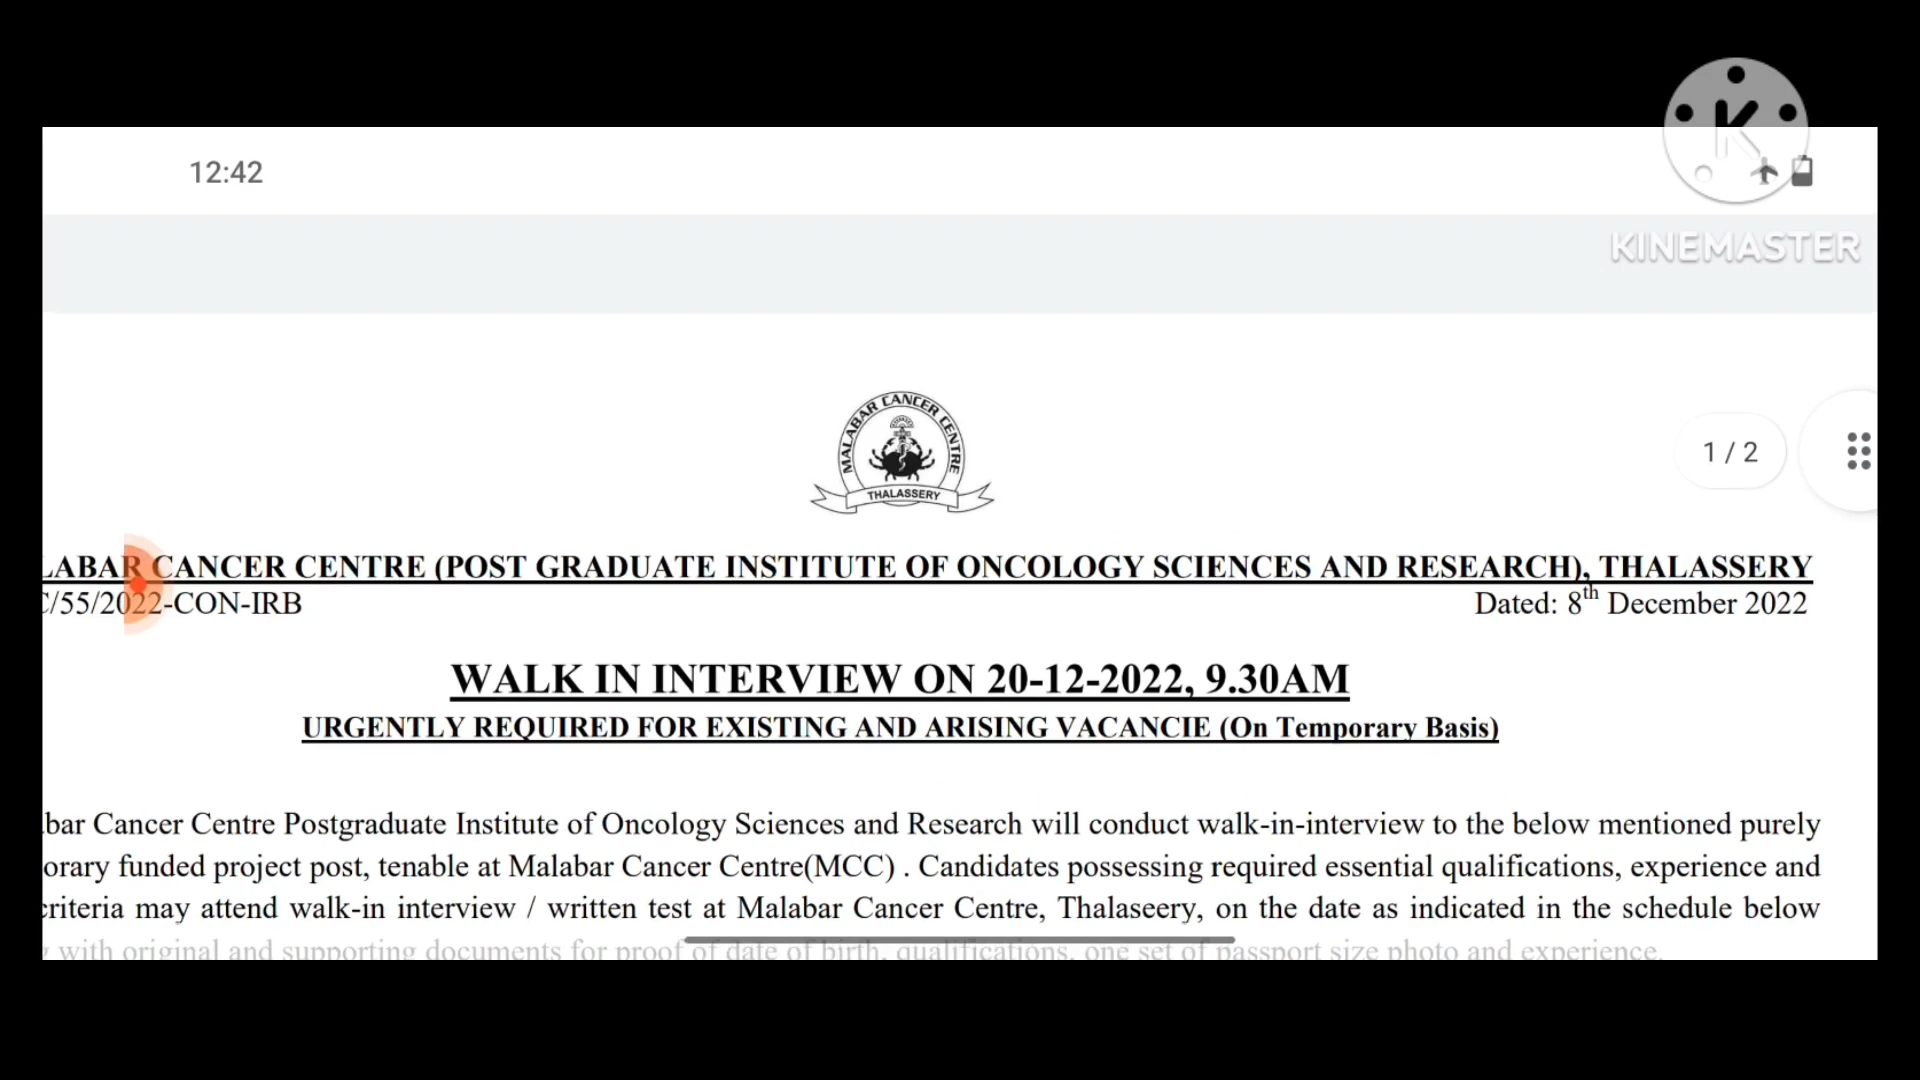 12:42
K
KINEMASTER
MALABAR CANCER CENTRE
THALASSERY
1 / 2
LABAR CANCER CENTRE (POST GRADUATE INSTITUTE OF ONCOLOGY SCIENCES AND RESEARCH), THALASSERY
C/55/2022-CON-IRB Dated: 8th December 2022
WALK IN INTERVIEW ON 20-12-2022, 9.30AM
URGENTLY REQUIRED FOR EXISTING AND ARISING VACANCIE (On Temporary Basis)
bar Cancer Centre Postgraduate Institute of Oncology Sciences and Research will conduct walk-in-interview to the below mentioned purely
orary funded project post, tenable at Malabar Cancer Centre(MCC) . Candidates possessing required essential qualifications, experience and
criteria may attend walk-in interview / written test at Malabar Cancer Centre, Thalaseery, on the date as indicated in the schedule below
with original and supporting documents for proof of date of birth, qualifications, one set of passport size photo and experience.